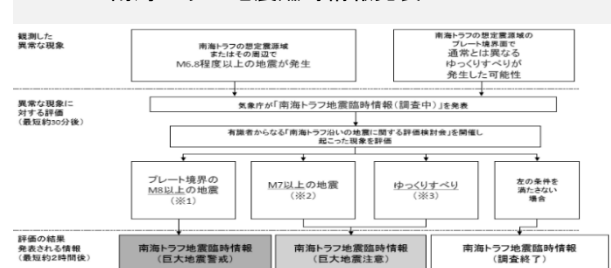 観測した
異常な現象
南海トラフの想定震源域
またはその周辺で
M6.8程度以上の地震が発生
南海トラフの想定震源域の
プレート境界面で
通常とは異なる
ゆっくりすべりが
発生した可能性
異常な現象に
対する評価
(最短約30分後)
気象庁が「南海トラフ地震臨時情報(調査中)」を発表
有識者からなる「南海トラフ沿いの地震に関する評価検討会」を開催し
起こった現象を評価
プレート境界の
M8以上の地震
(※1)
M7以上の地震
(※2)
ゆっくりすべり
(※3)
左の条件を
満たさない
場合
評価の結果
発表される情報
(最短約2時間後)
南海トラフ地震臨時情報
(巨大地震警戒)
南海トラフ地震臨時情報
(巨大地震注意)
南海トラフ地震臨時情報
(調査終了)